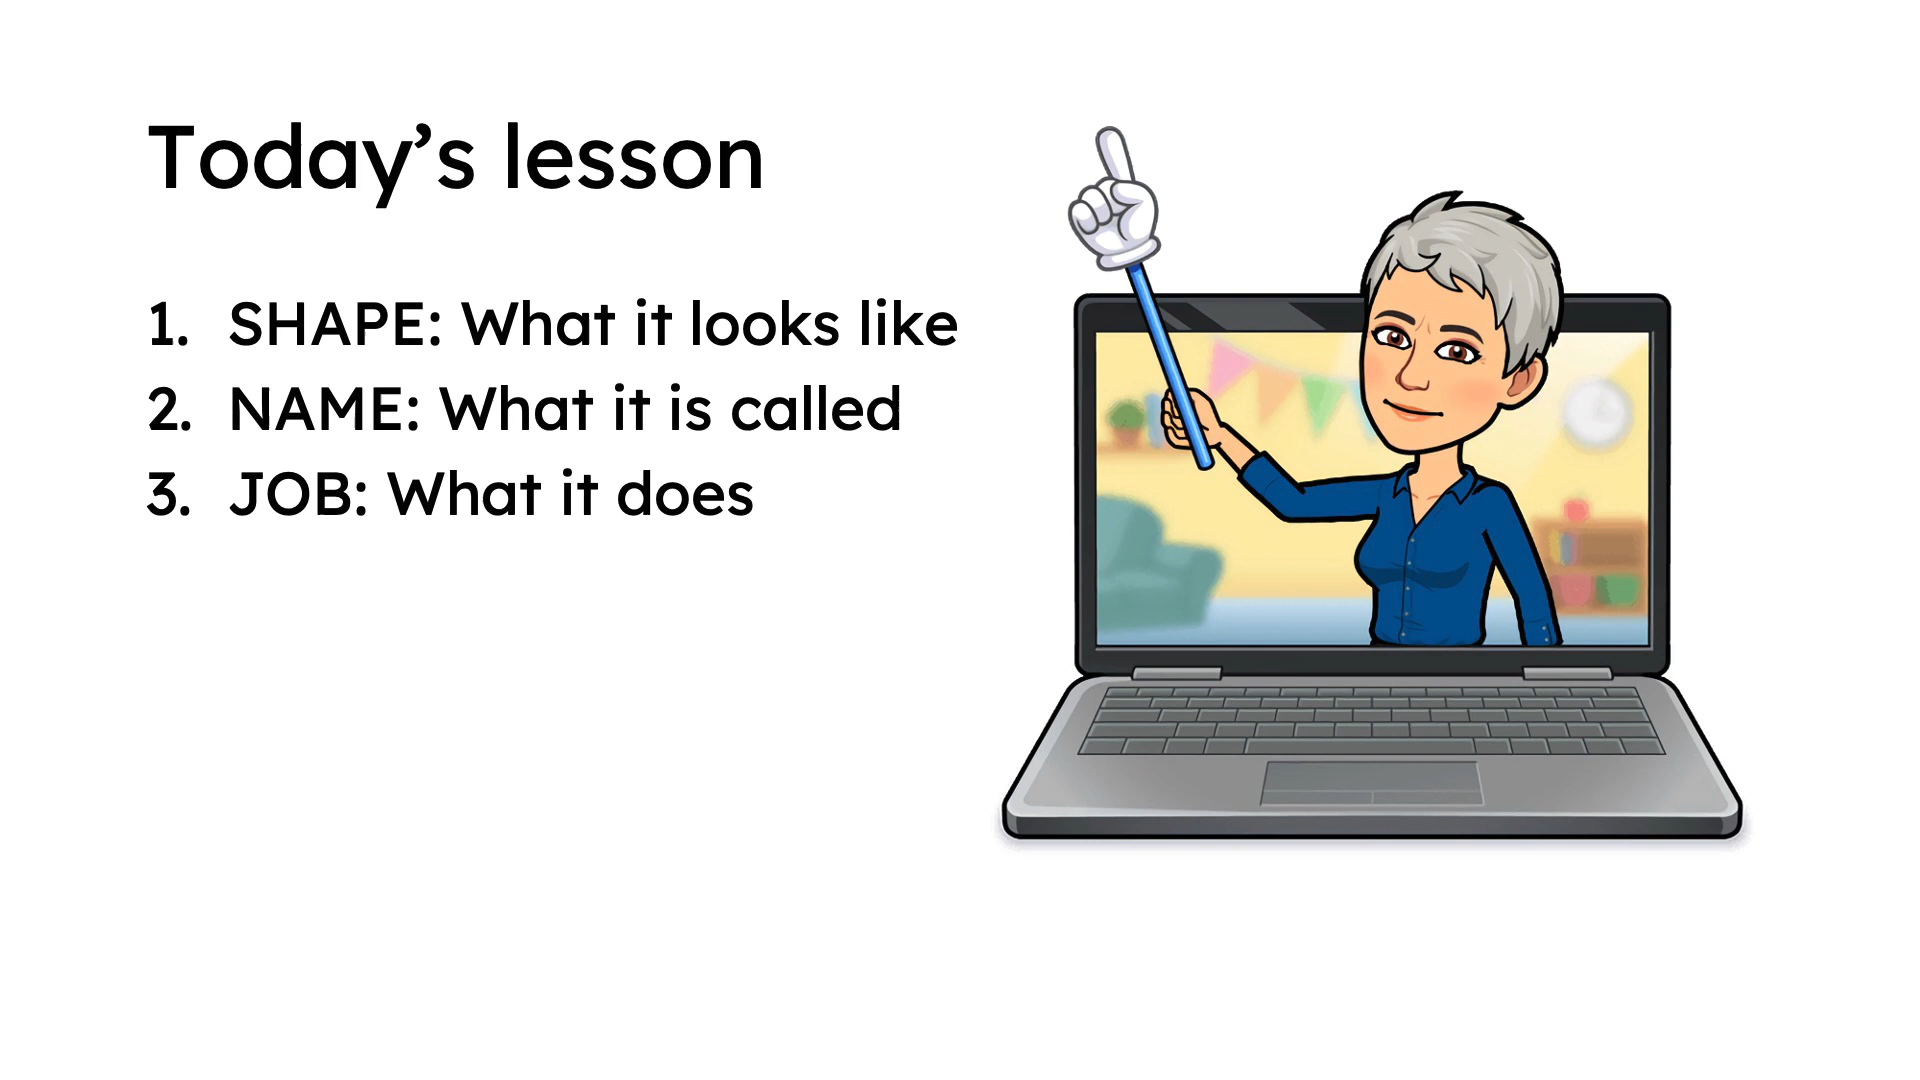 Today’s lesson
1. SHAPE: What it looks like
2. NAME: What it is called
3. JOB: What it does